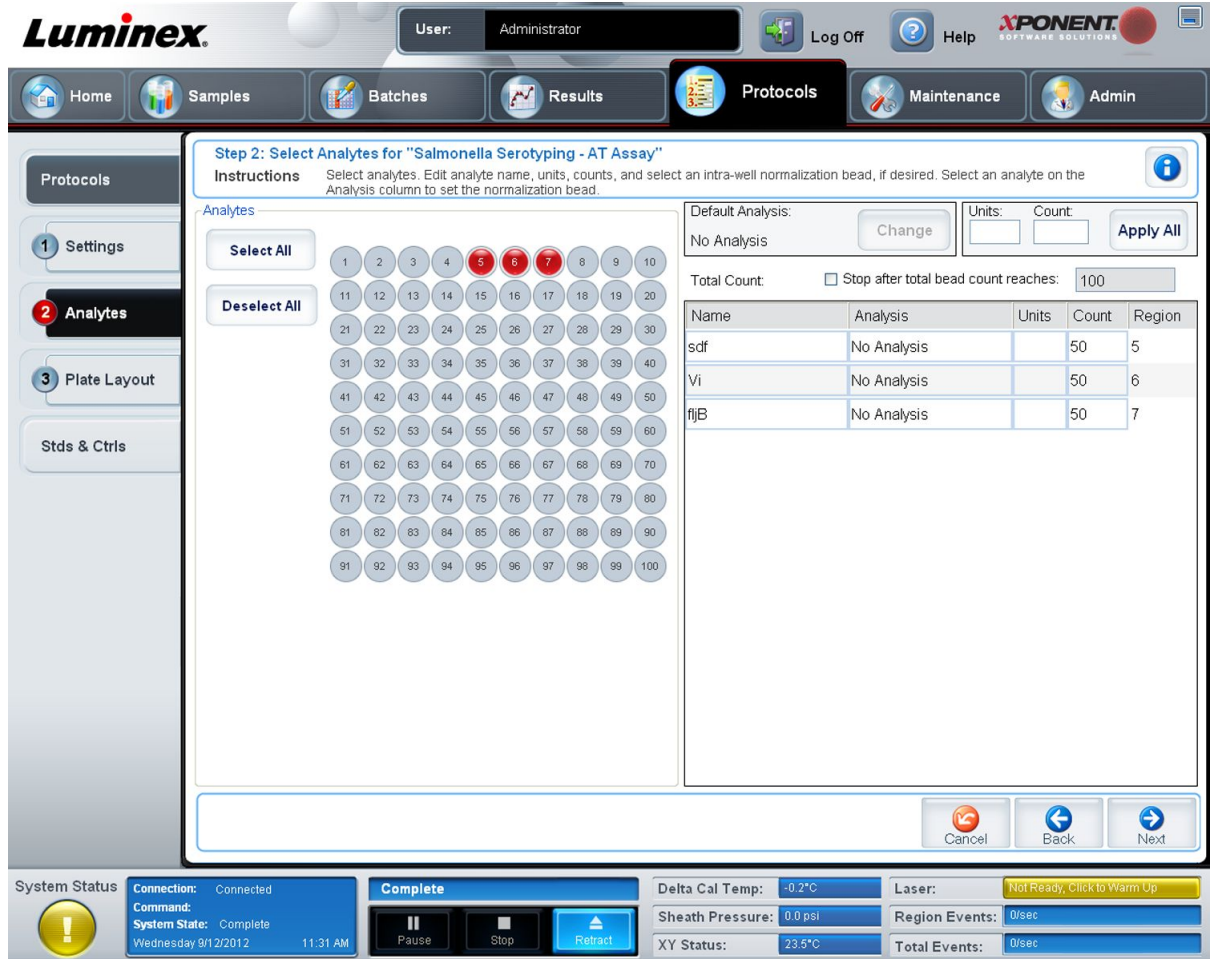 Luminex.
User: Administrator
Log Off
Help
XPONENT.
SOFTWARE SOLUTIONS
Home
Samples
Batches
Results
Protocols
Maintenance
Admin
Protocols
1 Settings
2 Analytes
3 Plate Layout
Stds & Ctrls
Step 2: Select Analytes for "Salmonella Serotyping - AT Assay"
Instructions Select analytes. Edit analyte name, units, counts, and select an intra-well normalization bead, if desired. Select an analyte on the
Analysis column to set the normalization bead.
Analytes
Select All
Deselect All
1 2 3 4 5 6 7 8 9 10
11 12 13 14 15 16 17 18 19 20
21 22 23 24 25 26 27 28 29 30
31 32 33 34 35 36 37 38 39 40
41 42 43 44 45 46 47 48 49 50
51 52 53 54 55 56 57 58 59 60
61 62 63 64 65 66 67 68 69 70
71 72 73 74 75 76 77 78 79 80
81 82 83 84 85 86 87 88 89 90
91 92 93 94 95 96 97 98 99 100
Default Analysis:
No Analysis
Change
Units: Count:
Apply All
Total Count: Stop after total bead count reaches: 100
Name Analysis Units Count Region
sdf No Analysis 50 5
Vi No Analysis 50 6
fljB No Analysis 50 7
Cancel
Back
Next
System Status
Connection: Connected
Command:
System State: Complete
Wednesday 9/12/2012 11:31 AM
Complete
Pause
Stop
Retract
Delta Cal Temp: -0.2°C
Sheath Pressure: 0.0 psi
XY Status: 23.5°C
Laser: Not Ready, Click to Warm Up
Region Events: 0/sec
Total Events: 0/sec